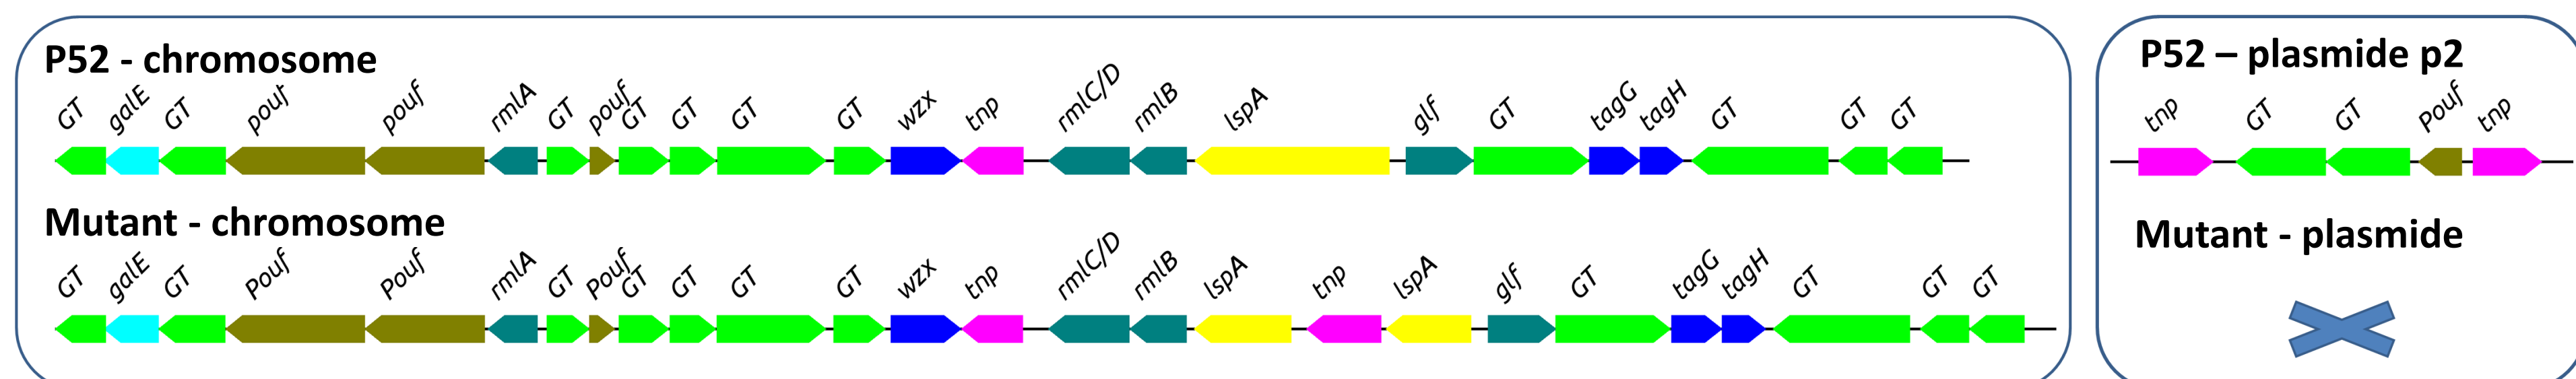 P52 - chromosome
GT galE GT pouf pouf rmlA GT pouf GT GT GT GT wzx tnp rmlC/D rmlB lspA glf GT tagG tagH GT GT GT
Mutant - chromosome
GT galE GT Pouf Pouf rmlA GT Pouf GT GT GT GT wzx tnp rmlC/D rmlB lspA tnp lspA glf GT tagG tagH GT GT GT
P52 – plasmide p2
tnp GT GT Pouf tnp
Mutant - plasmide